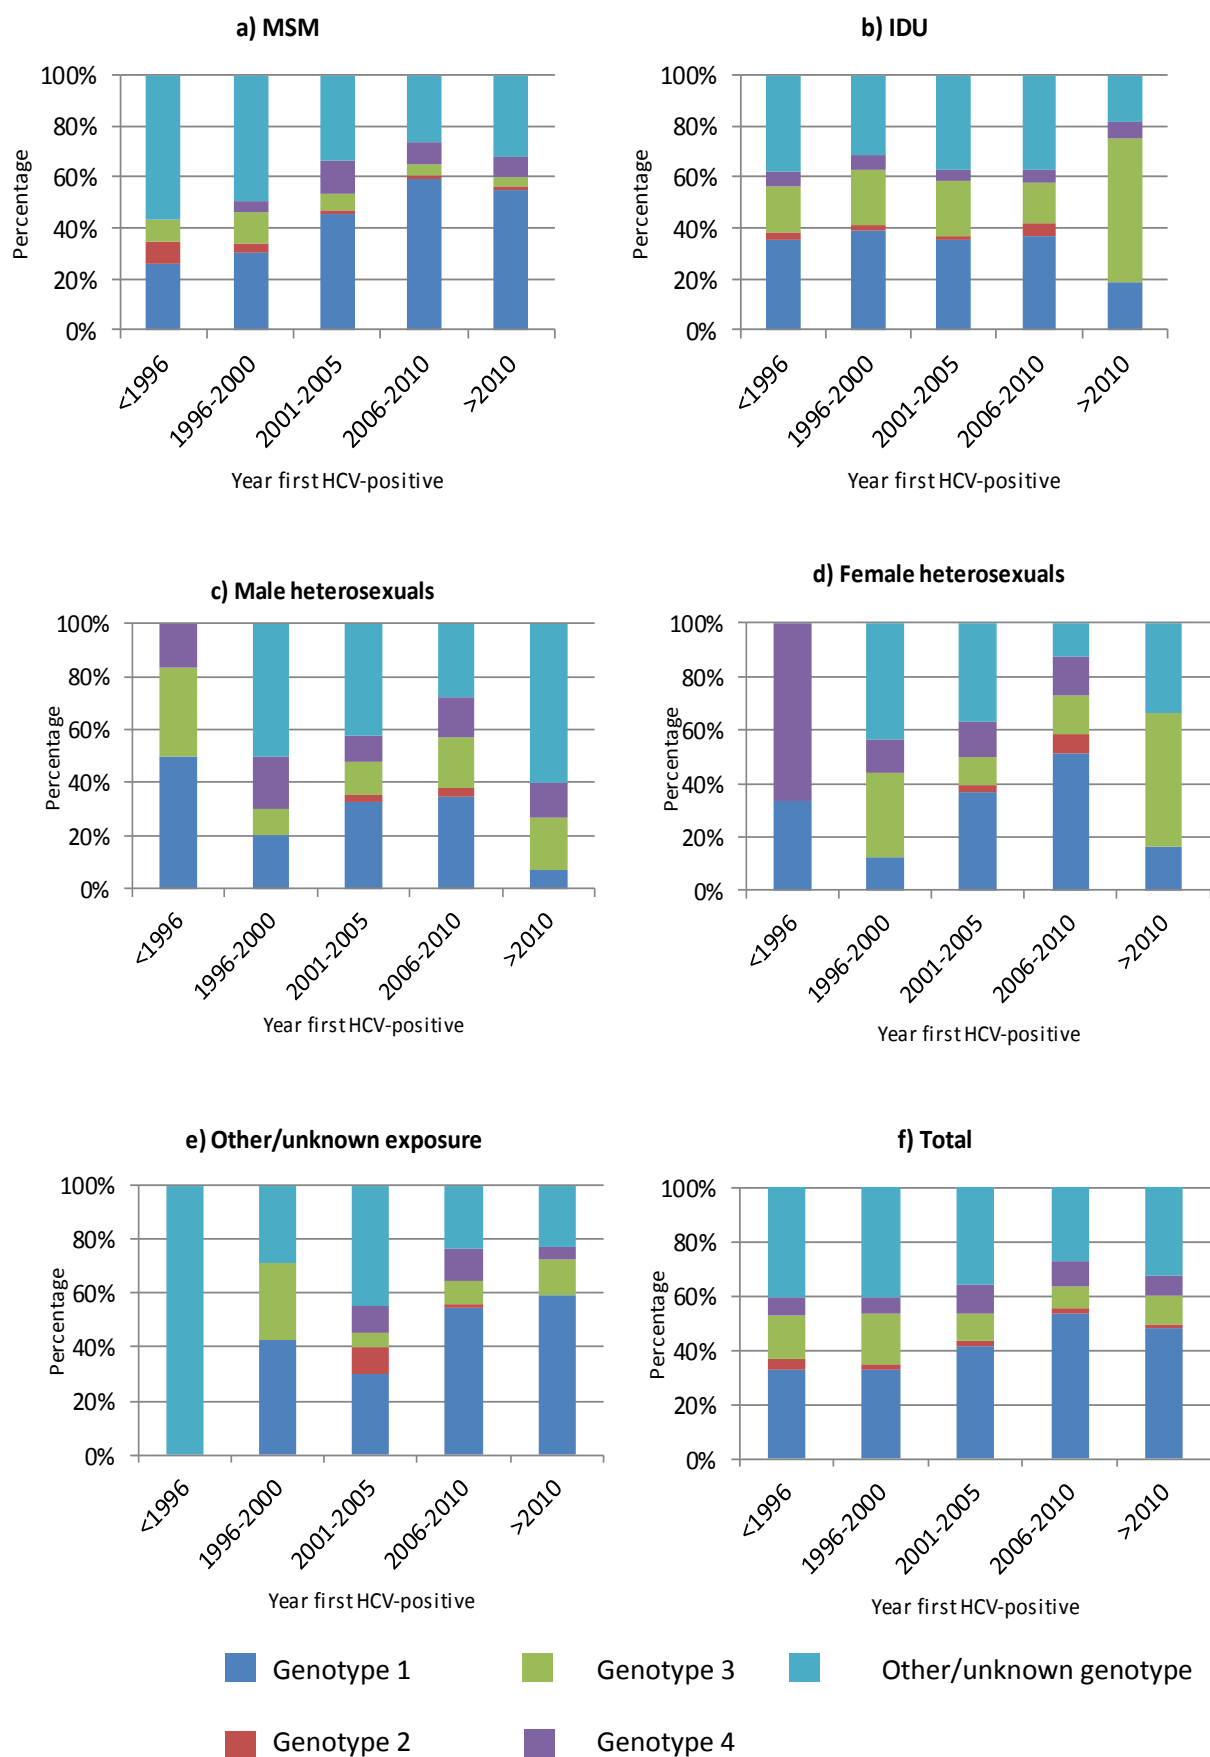 a) MSM
100%
80%
60%
40%
20%
0%
Percentage
<1996
1996-2000
2001-2005
2006-2010
>2010
Year first HCV-positive
b) IDU
100%
80%
60%
40%
20%
0%
Percentage
<1996
1996-2000
2001-2005
2006-2010
>2010
Year first HCV-positive
c) Male heterosexuals
100%
80%
60%
40%
20%
0%
Percentage
<1996
1996-2000
2001-2005
2006-2010
>2010
Year first HCV-positive
d) Female heterosexuals
100%
80%
60%
40%
20%
0%
Percentage
<1996
1996-2000
2001-2005
2006-2010
>2010
Year first HCV-positive
e) Other/unknown exposure
100%
80%
60%
40%
20%
0%
Percentage
<1996
1996-2000
2001-2005
2006-2010
>2010
Year first HCV-positive
f) Total
100%
80%
60%
40%
20%
0%
Percentage
<1996
1996-2000
2001-2005
2006-2010
>2010
Year first HCV-positive
Genotype 1
Genotype 3
Other/unknown genotype
Genotype 2
Genotype 4